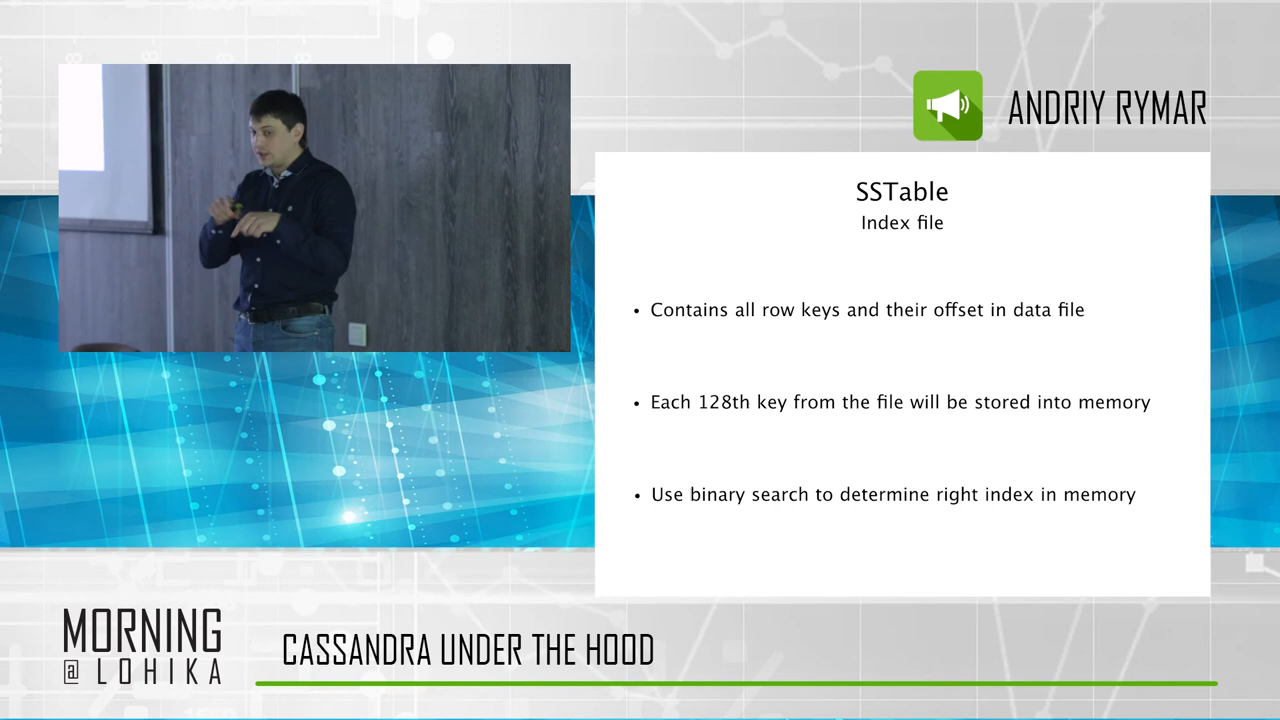 ANDRIY RYMAR
SSTable
Index file
• Contains all row keys and their offset in data file
• Each 128th key from the file will be stored into memory
• Use binary search to determine right index in memory
MORNING
@ LOHIKA
CASSANDRA UNDER THE HOOD